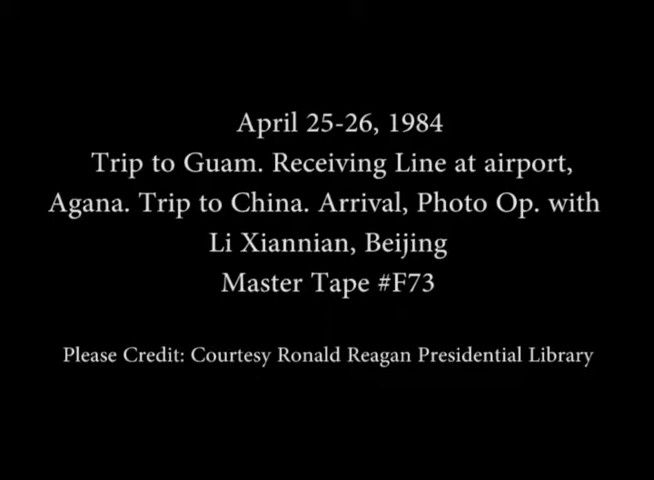 April 25-26, 1984
Trip to Guam. Receiving Line at airport,
Agana. Trip to China. Arrival, Photo Op. with
Li Xiannian, Beijing
Master Tape #F73
Please Credit: Courtesy Ronald Reagan Presidential Library